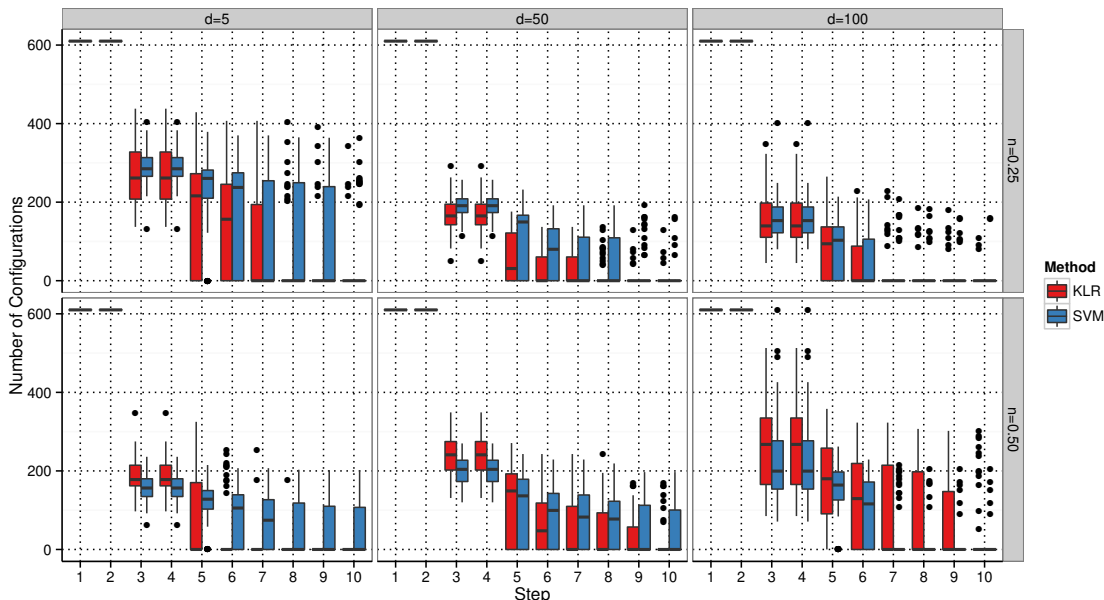 d=5
d=50
d=100
600
400
200
0
n=0.25
600
400
200
0
n=0.50
Number of Configurations
1 2 3 4 5 6 7 8 9 10
1 2 3 4 5 6 7 8 9 10
1 2 3 4 5 6 7 8 9 10
Step
Method
KLR
SVM